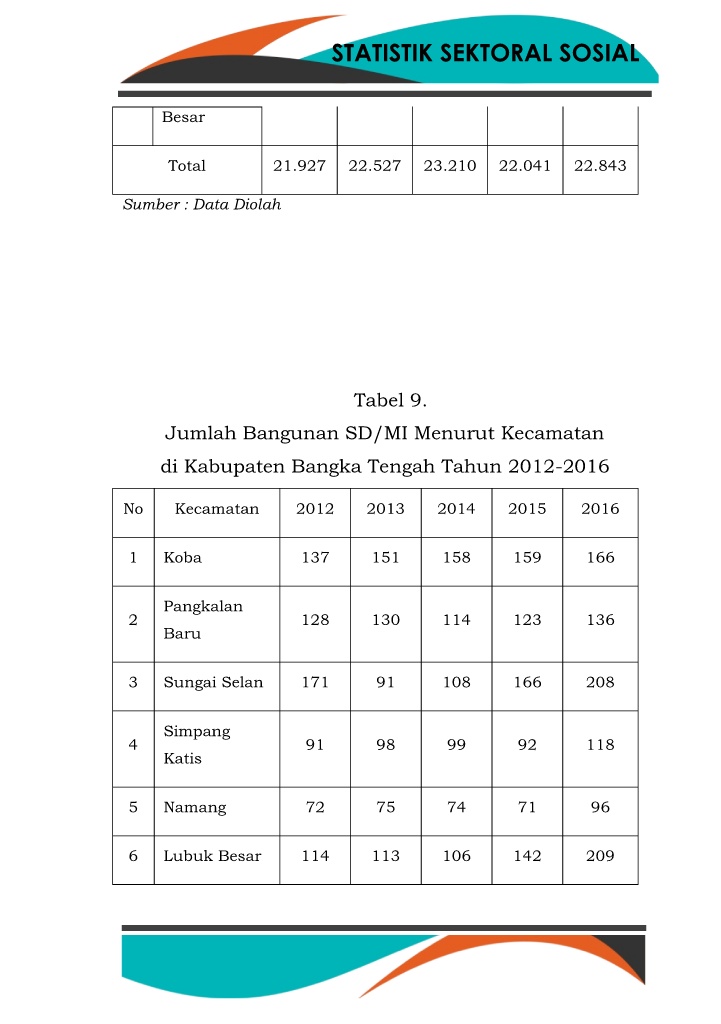 STATISTIK SEKTORAL SOSIAL
Besar
Total 21.927 22.527 23.210 22.041 22.843
Sumber : Data Diolah
Tabel 9.
Jumlah Bangunan SD/MI Menurut Kecamatan
di Kabupaten Bangka Tengah Tahun 2012-2016
No Kecamatan 2012 2013 2014 2015 2016
1 Koba 137 151 158 159 166
2 Pangkalan Baru 128 130 114 123 136
3 Sungai Selan 171 91 108 166 208
4 Simpang Katis 91 98 99 92 118
5 Namang 72 75 74 71 96
6 Lubuk Besar 114 113 106 142 209